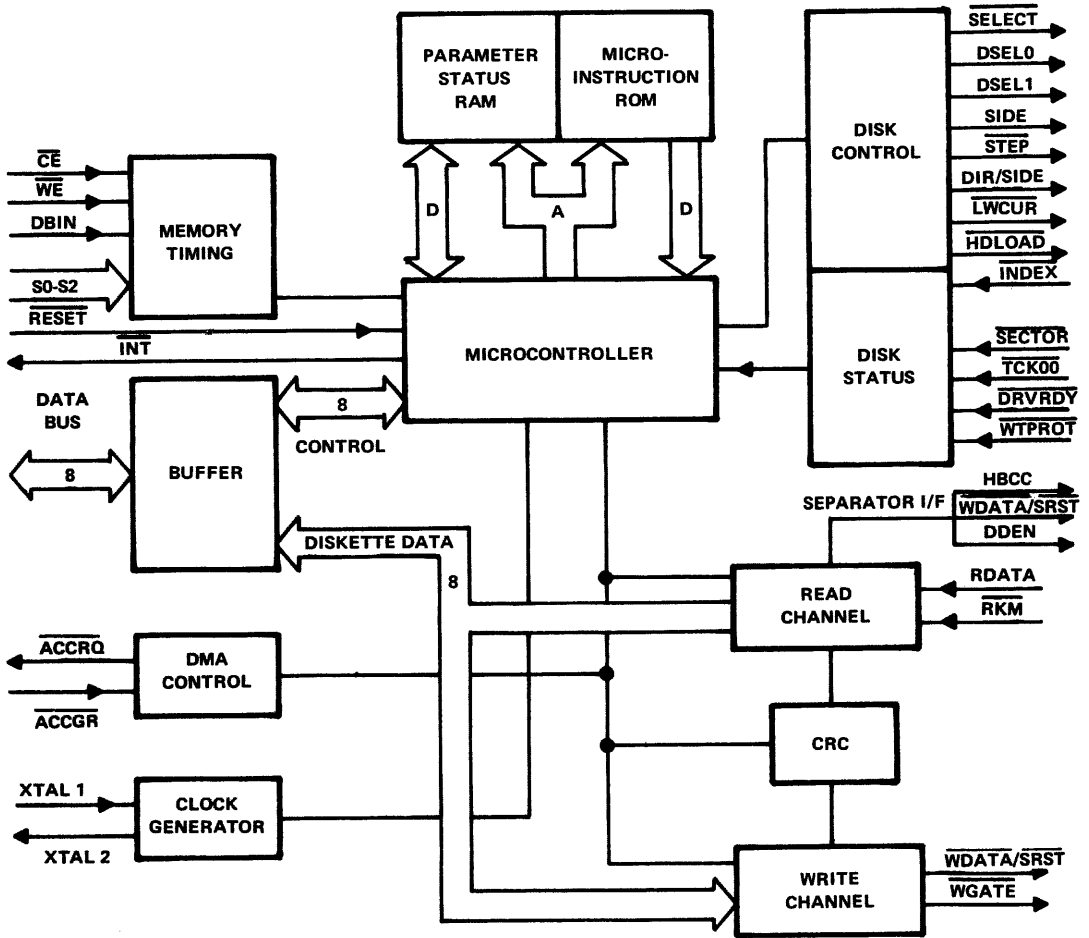 PARAMETER
STATUS
RAM
MICRO-
INSTRUCTION
ROM
D
A
D
CE
WE
DBIN
S0-S2
RESET
INT
MEMORY
TIMING
MICROCONTROLLER
DISK
CONTROL
SELECT
DSEL0
DSEL1
SIDE
STEP
DIR/SIDE
LWCUR
HDLOAD
DISK
STATUS
INDEX
SECTOR
TCK00
DRVRDY
WTPROT
DATA
BUS
8
BUFFER
8
CONTROL
DISKETTE DATA
8
SEPARATOR I/F
HBCC
WDATA/SRST
DDEN
READ
CHANNEL
RDATA
RKM
ACCRQ
ACCGR
DMA
CONTROL
CRC
XTAL 1
XTAL 2
CLOCK
GENERATOR
WRITE
CHANNEL
WDATA/SRST
WGATE